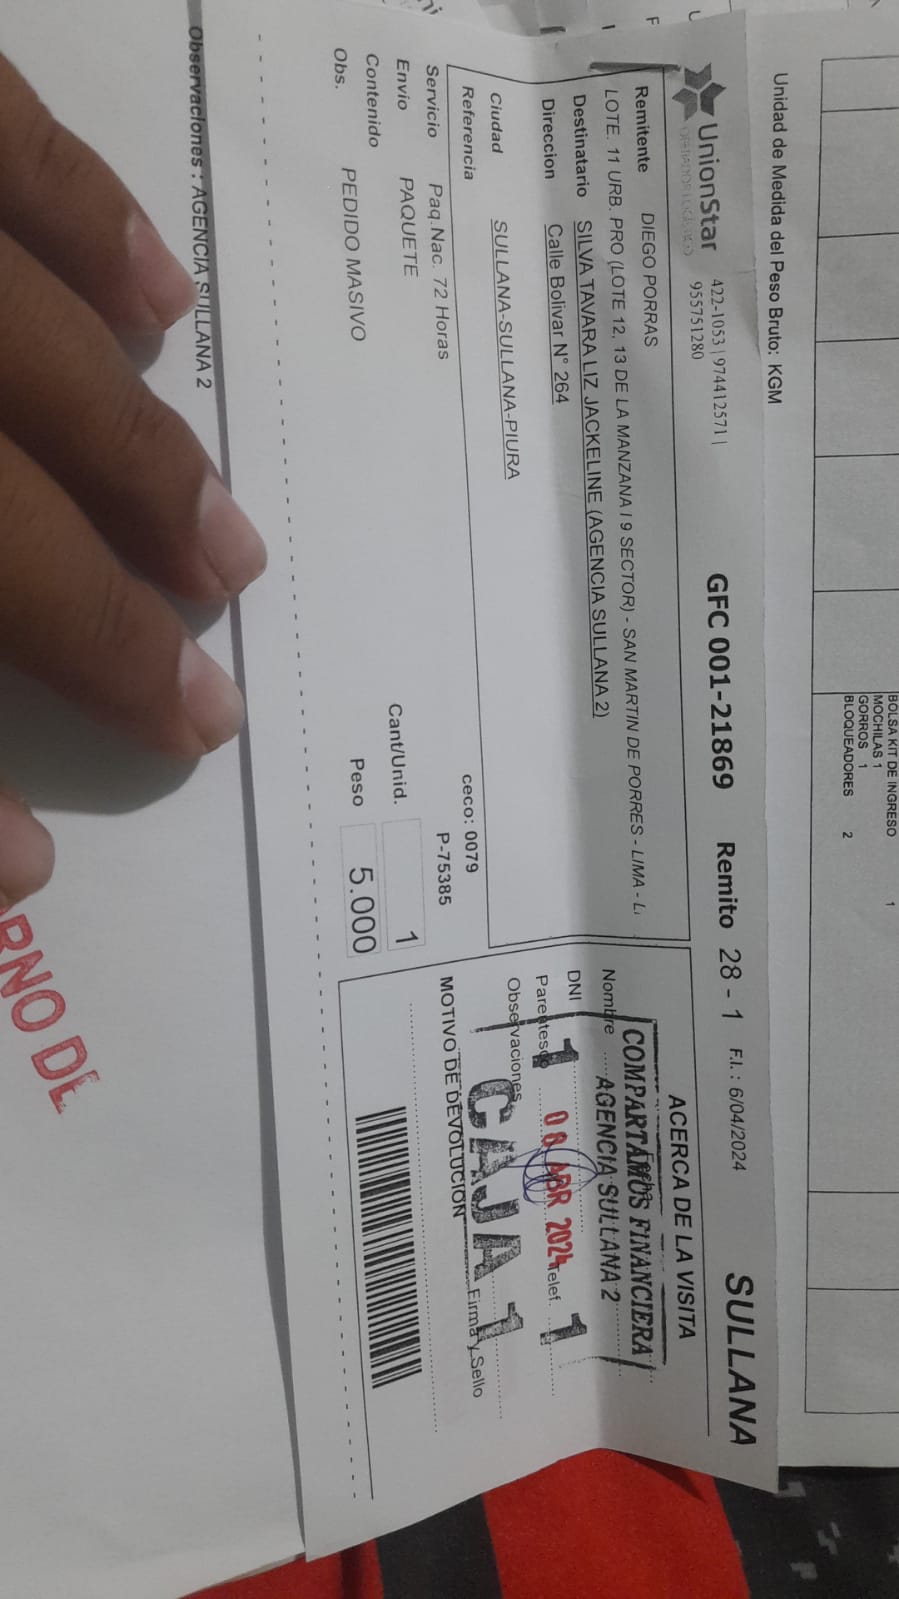 Unidad de Medida del Peso Bruto: KGM
BOLSA KIT DE INGRESO 1
MOCHILAS 1
GORROS 1
BLOQUEADORES 2
UnionStar
422-1053 | 974412571 |
955751280
GFC 001-21869 Remito 28 - 1 F.I.: 6/04/2024 SULLANA
Remitente DIEGO PORRAS
LOTE. 11 URB. PRO (LOTE 12, 13 DE LA MANZANA I 9 SECTOR) - SAN MARTIN DE PORRES - LIMA - L
Destinatario SILVA TAVARA LIZ JACKELINE (AGENCIA SULLANA 2)
Direccion Calle Bolivar N° 264
Ciudad SULLANA-SULLANA-PIURA
Referencia
ceco: 0079
Servicio Paq.Nac. 72 Horas
P-75385
Envio PAQUETE
Cant/Unid. 1
Contenido PEDIDO MASIVO
Peso 5.000
Obs.
ACERCA DE LA VISITA
COMPARTAMOS FINANCIERA
Nombre
AGENCIA SULLANA 2
DNI
Parentesco
Telef.
1 08 ABR 2024 1
Observaciones
CAJA 1
Firma y Sello
MOTIVO DE DEVOLUCION
Observaciones : AGENCIA SULLANA 2
RNO DE